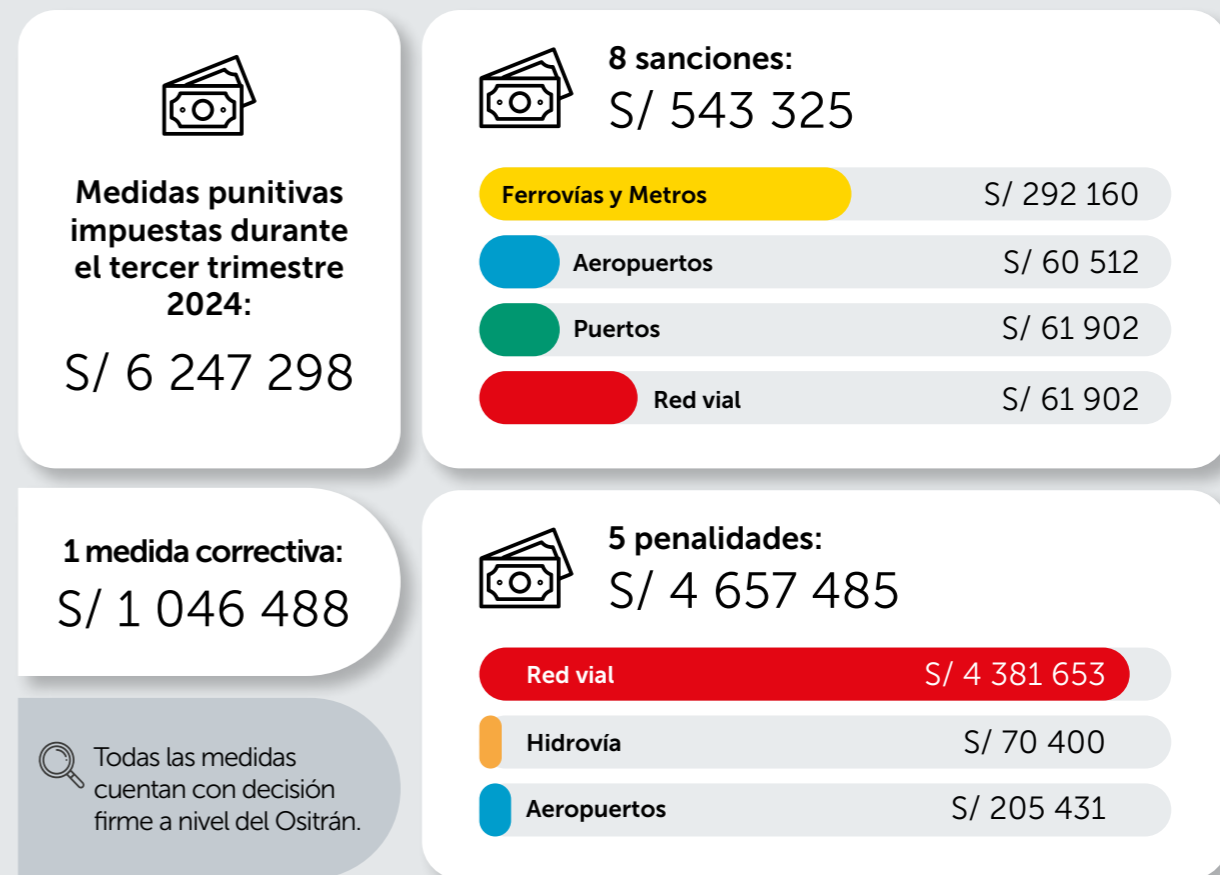 Medidas punitivas
impuestas durante
el tercer trimestre
2024:
S/ 6 247 298
8 sanciones:
S/ 543 325
Ferrovías y Metros S/ 292 160
Aeropuertos S/ 60 512
Puertos S/ 61 902
Red vial S/ 61 902
1 medida correctiva:
S/ 1 046 488
Todas las medidas
cuentan con decisión
firme a nivel del Ositrán.
5 penalidades:
S/ 4 657 485
Red vial S/ 4 381 653
Hidrovía S/ 70 400
Aeropuertos S/ 205 431